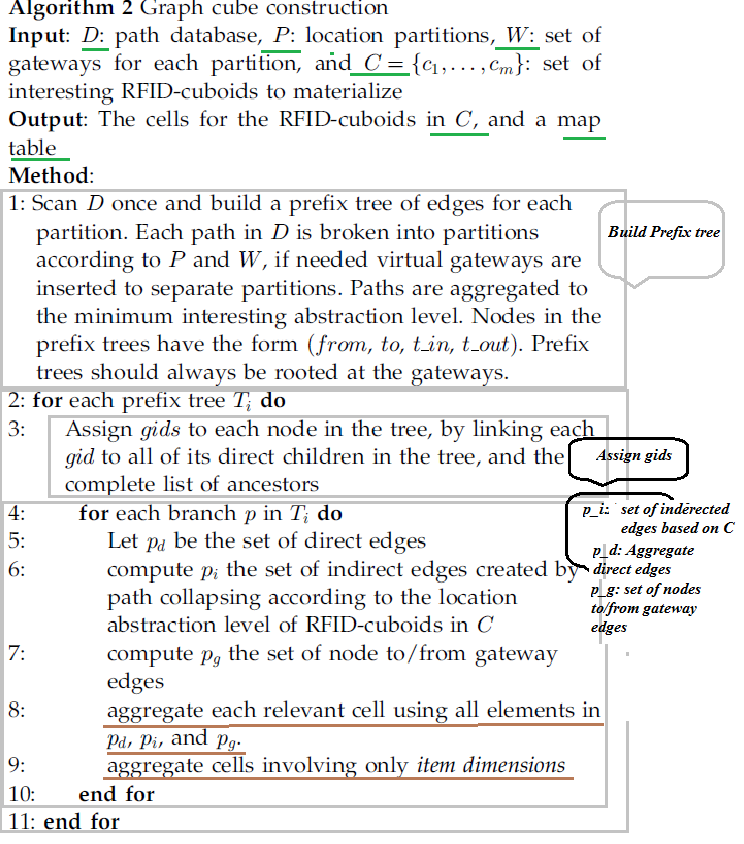 Algorithm 2 Graph cube construction
Input: D: path database, P: location partitions, W: set of
gateways for each partition, and C = {c₁, . . . , cₘ}: set of
interesting RFID-cuboids to materialize
Output: The cells for the RFID-cuboids in C, and a map
table
Method:
1: Scan D once and build a prefix tree of edges for each
partition. Each path in D is broken into partitions
according to P and W, if needed virtual gateways are
inserted to separate partitions. Paths are aggregated to
the minimum interesting abstraction level. Nodes in the
prefix trees have the form (from, to, t_in, t_out). Prefix
trees should always be rooted at the gateways.
Build Prefix tree
2: for each prefix tree Tᵢ do
3: Assign gids to each node in the tree, by linking each
gid to all of its direct children in the tree, and the
complete list of ancestors
Assign gids
4: for each branch p in Tᵢ do
5: Let p_d be the set of direct edges
6: compute pᵢ the set of indirect edges created by
path collapsing according to the location
abstraction level of RFID-cuboids in C
7: compute p_g the set of node to/from gateway
edges
8: aggregate each relevant cell using all elements in
p_d, pᵢ, and p_g.
9: aggregate cells involving only item dimensions
10: end for
11: end for
p_i: set of inderected
edges based on C
p_d: Aggregate
direct edges
p_g: set of nodes
to/from gateway
edges